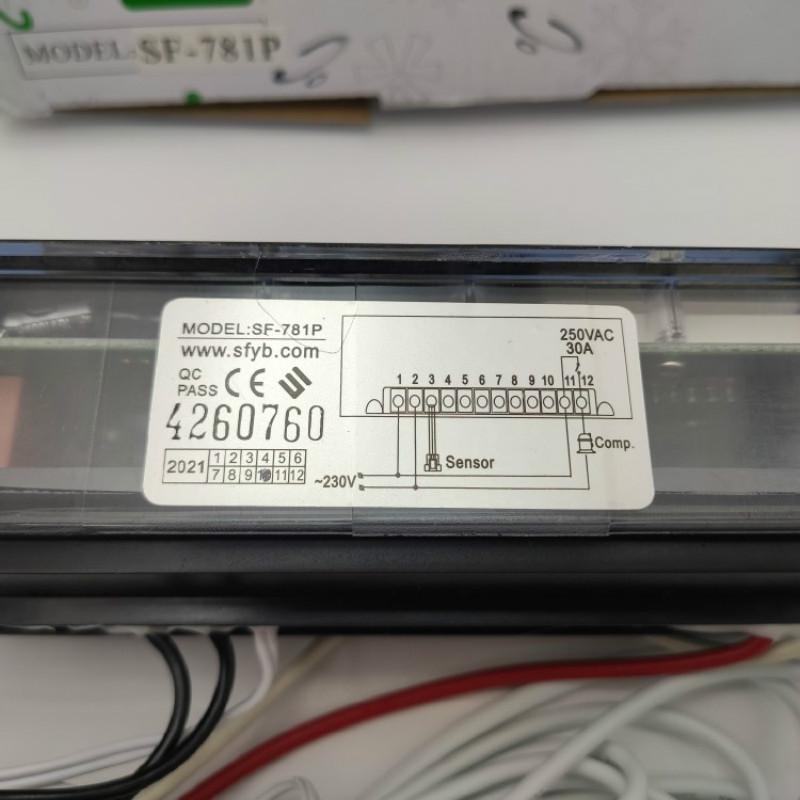 MODEL:SF-781P
MODEL:SF-781P
www.sfyb.com
QC
PASS CE
4260760
2021 1 2 3 4 5 6
7 8 9 10 11 12
250VAC
30A
1 2 3 4 5 6 7 8 9 10 11 12
Comp.
Sensor
~230V